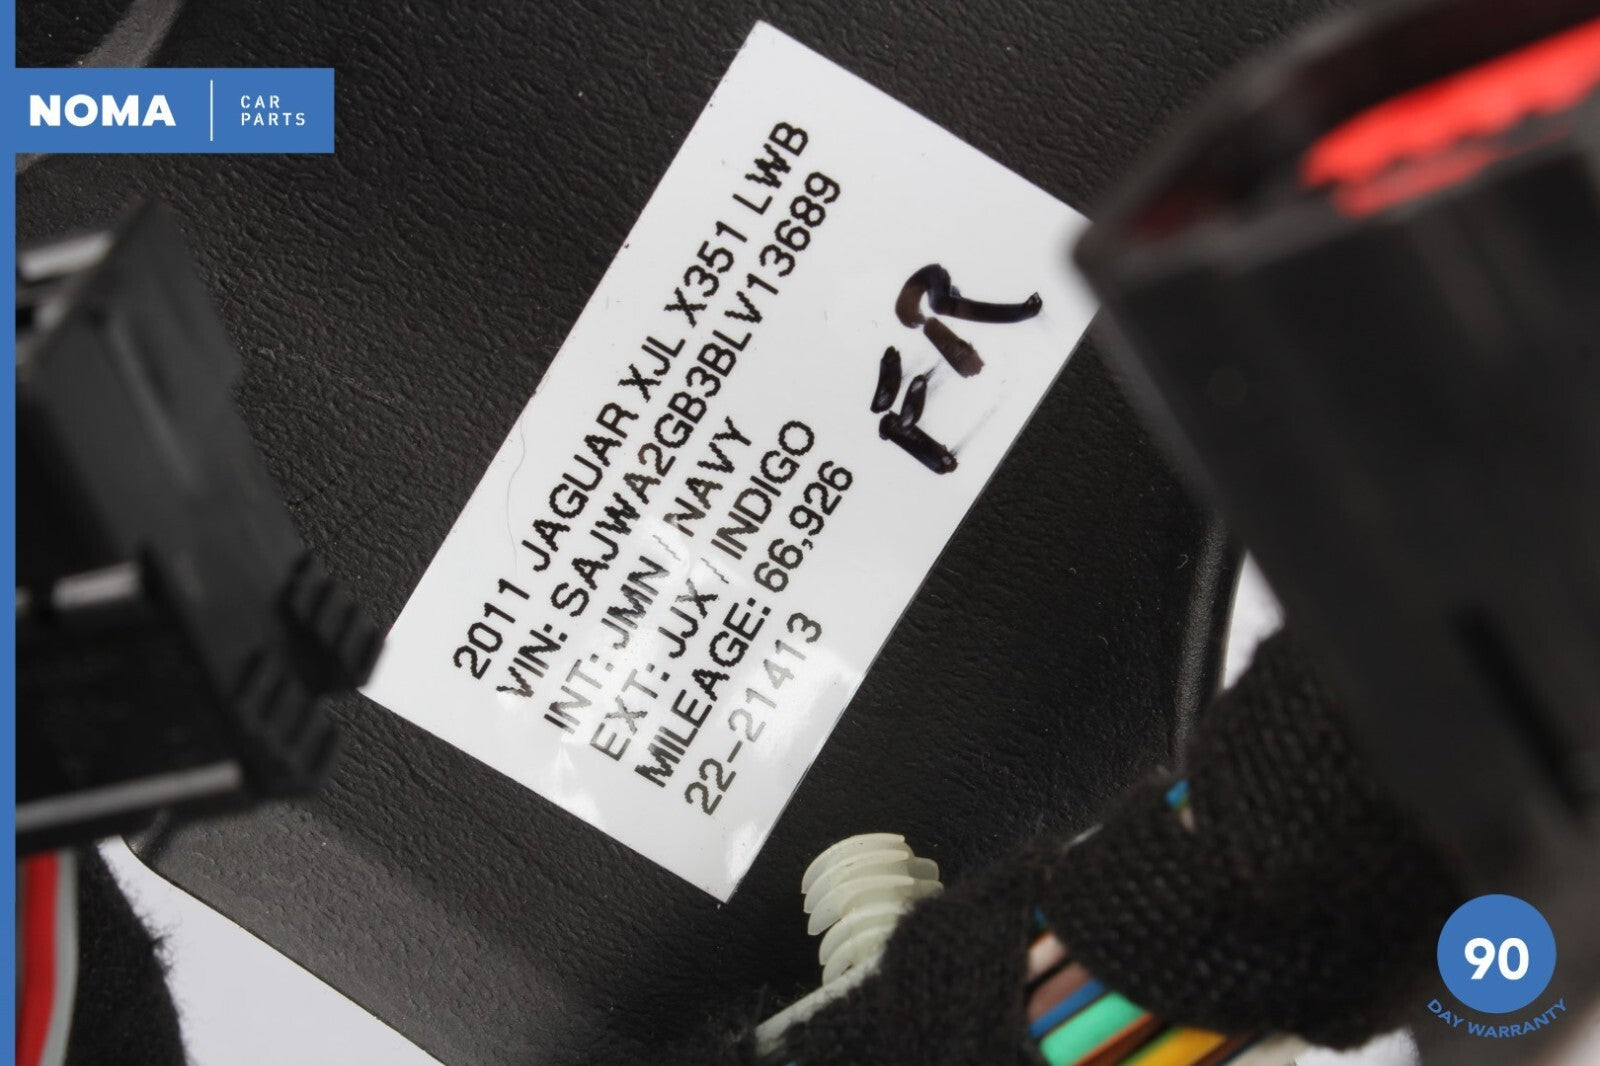 NOMA
CAR
PARTS
2011 JAGUAR XJL X351 LWB
VIN: SAJWA2GB3BLV13689
INT: JMN / NAVY
EXT: JJX / INDIGO
MILEAGE: 66,926
22-21413
FR
90
DAY WARRANTY